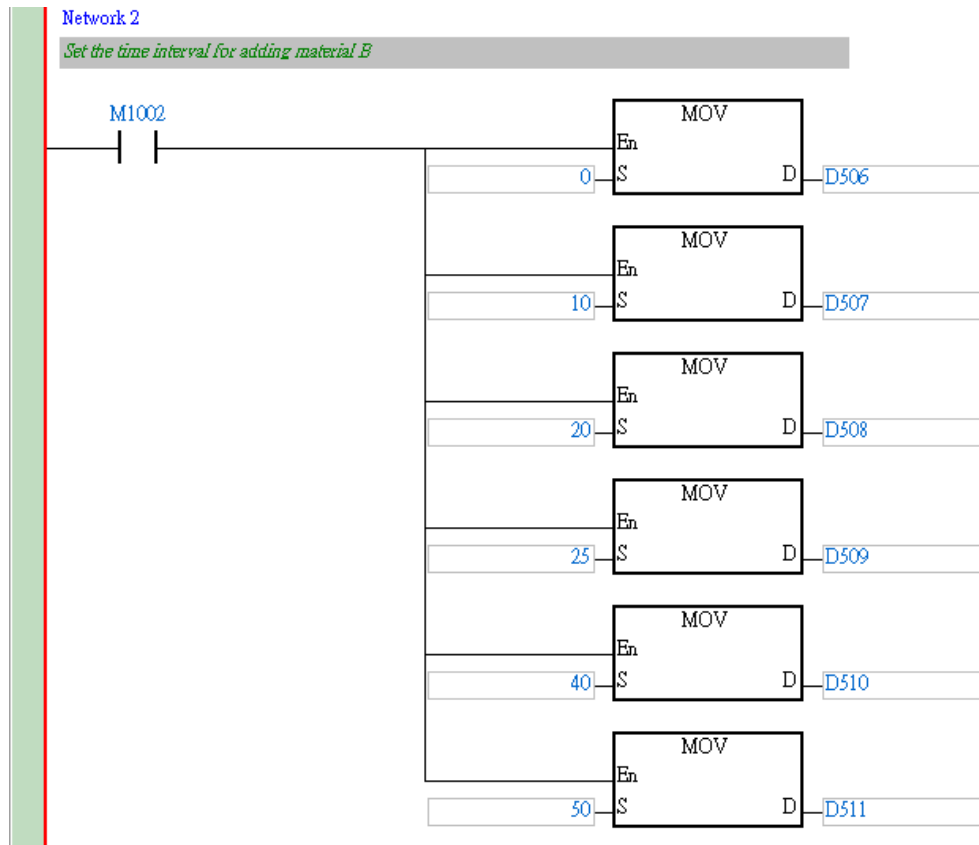 Network 2
Set the time interval for adding material B
M1002
MOV
En
0 S D D506
MOV
En
10 S D D507
MOV
En
20 S D D508
MOV
En
25 S D D509
MOV
En
40 S D D510
MOV
En
50 S D D511